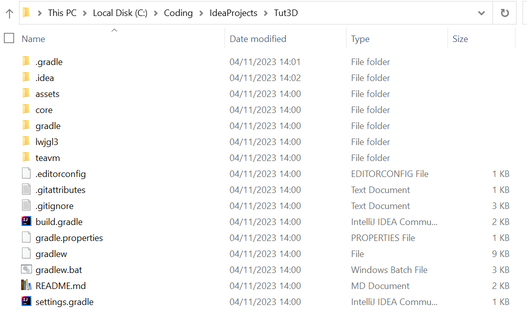 This PC > Local Disk (C:) > Coding > IdeaProjects > Tut3D
Name Date modified Type Size
.gradle 04/11/2023 14:01 File folder
.idea 04/11/2023 14:02 File folder
assets 04/11/2023 14:00 File folder
core 04/11/2023 14:00 File folder
gradle 04/11/2023 14:00 File folder
lwjgl3 04/11/2023 14:00 File folder
teavm 04/11/2023 14:00 File folder
.editorconfig 04/11/2023 14:00 EDITORCONFIG File 1 KB
.gitattributes 04/11/2023 14:00 Text Document 1 KB
.gitignore 04/11/2023 14:00 Text Document 3 KB
build.gradle 04/11/2023 14:00 IntelliJ IDEA Commu... 2 KB
gradle.properties 04/11/2023 14:00 PROPERTIES File 1 KB
gradlew 04/11/2023 14:00 File 9 KB
gradlew.bat 04/11/2023 14:00 Windows Batch File 3 KB
README.md 04/11/2023 14:00 MD Document 2 KB
settings.gradle 04/11/2023 14:00 IntelliJ IDEA Commu... 1 KB